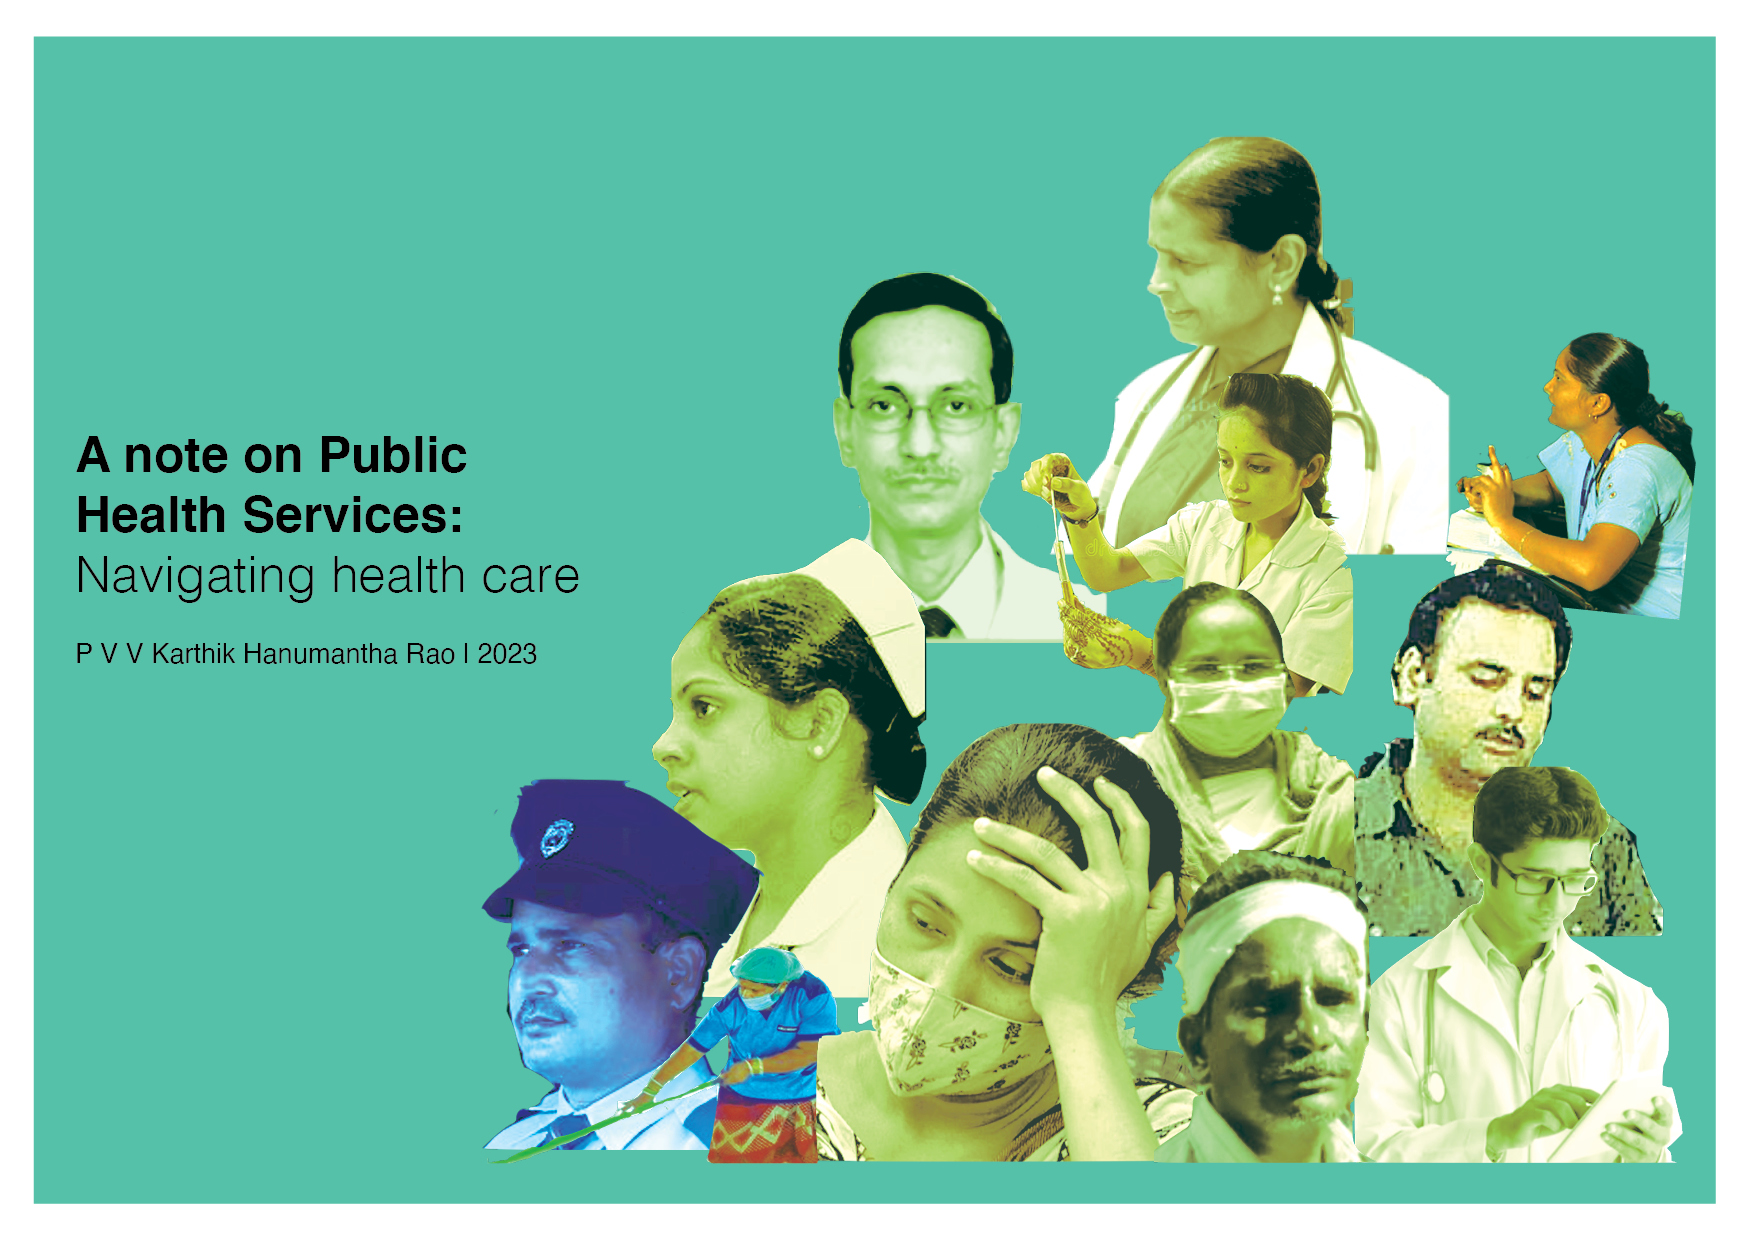 A note on Public
Health Services:
Navigating health care
P V V Karthik Hanumantha Rao I 2023